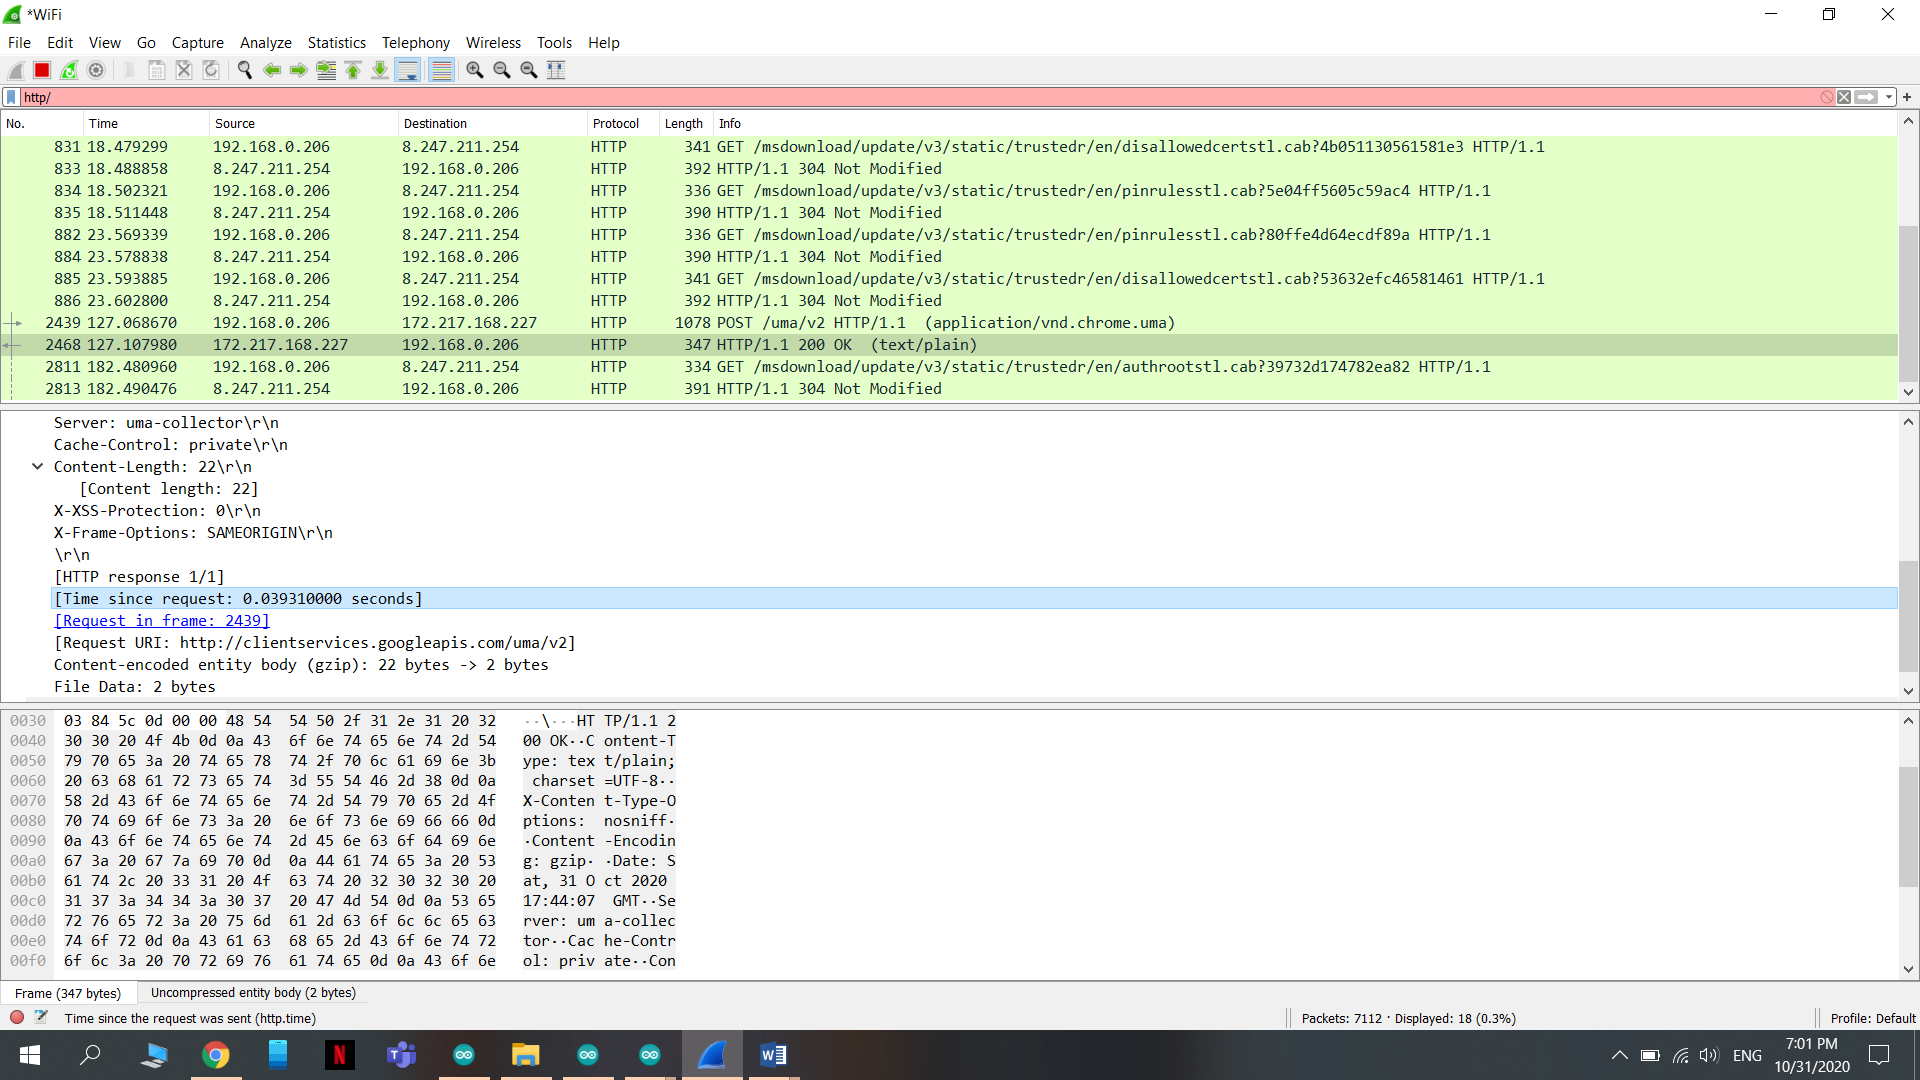 *WiFi
File Edit View Go Capture Analyze Statistics Telephony Wireless Tools Help
http/
No. Time Source Destination Protocol Length Info
831 18.479299 192.168.0.206 8.247.211.254 HTTP 341 GET /msdownload/update/v3/static/trustedr/en/disallowedcertstl.cab?4b051130561581e3 HTTP/1.1
833 18.488858 8.247.211.254 192.168.0.206 HTTP 392 HTTP/1.1 304 Not Modified
834 18.502321 192.168.0.206 8.247.211.254 HTTP 336 GET /msdownload/update/v3/static/trustedr/en/pinrulesstl.cab?5e04ff5605c59ac4 HTTP/1.1
835 18.511448 8.247.211.254 192.168.0.206 HTTP 390 HTTP/1.1 304 Not Modified
882 23.569339 192.168.0.206 8.247.211.254 HTTP 336 GET /msdownload/update/v3/static/trustedr/en/pinrulesstl.cab?80ffe4d64ecdf89a HTTP/1.1
884 23.578838 8.247.211.254 192.168.0.206 HTTP 390 HTTP/1.1 304 Not Modified
885 23.593885 192.168.0.206 8.247.211.254 HTTP 341 GET /msdownload/update/v3/static/trustedr/en/disallowedcertstl.cab?53632efc46581461 HTTP/1.1
886 23.602800 8.247.211.254 192.168.0.206 HTTP 392 HTTP/1.1 304 Not Modified
2439 127.068670 192.168.0.206 172.217.168.227 HTTP 1078 POST /uma/v2 HTTP/1.1 (application/vnd.chrome.uma)
2468 127.107980 172.217.168.227 192.168.0.206 HTTP 347 HTTP/1.1 200 OK (text/plain)
2811 182.480960 192.168.0.206 8.247.211.254 HTTP 334 GET /msdownload/update/v3/static/trustedr/en/authrootstl.cab?39732d174782ea82 HTTP/1.1
2813 182.490476 8.247.211.254 192.168.0.206 HTTP 391 HTTP/1.1 304 Not Modified
Server: uma-collector\r\n
Cache-Control: private\r\n
Content-Length: 22\r\n
[Content length: 22]
X-XSS-Protection: 0\r\n
X-Frame-Options: SAMEORIGIN\r\n
\r\n
[HTTP response 1/1]
[Time since request: 0.039310000 seconds]
[Request in frame: 2439]
[Request URI: http://clientservices.googleapis.com/uma/v2]
Content-encoded entity body (gzip): 22 bytes -> 2 bytes
File Data: 2 bytes
0030 03 84 5c 0d 00 00 48 54 54 50 2f 31 2e 31 20 32 ··\···HT TP/1.1 2
0040 30 30 20 4f 4b 0d 0a 43 6f 6e 74 65 6e 74 2d 54 00 OK··C ontent-T
0050 79 70 65 3a 20 74 65 78 74 2f 70 6c 61 69 6e 3b ype: tex t/plain;
0060 20 63 68 61 72 73 65 74 3d 55 54 46 2d 38 0d 0a charset =UTF-8··
0070 58 2d 43 6f 6e 74 65 6e 74 2d 54 79 70 65 2d 4f X-Conten t-Type-O
0080 70 74 69 6f 6e 73 3a 20 6e 6f 73 6e 69 66 66 0d ptions: nosniff·
0090 0a 43 6f 6e 74 65 6e 74 2d 45 6e 63 6f 64 69 6e ·Content -Encodin
00a0 67 3a 20 67 7a 69 70 0d 0a 44 61 74 65 3a 20 53 g: gzip· ·Date: S
00b0 61 74 2c 20 33 31 20 4f 63 74 20 32 30 32 30 20 at, 31 O ct 2020
00c0 31 37 3a 34 34 3a 30 37 20 47 4d 54 0d 0a 53 65 17:44:07 GMT··Se
00d0 72 76 65 72 3a 20 75 6d 61 2d 63 6f 6c 6c 65 63 rver: um a-collec
00e0 74 6f 72 0d 0a 43 61 63 68 65 2d 43 6f 6e 74 72 tor··Cac he-Contr
00f0 6f 6c 3a 20 70 72 69 76 61 74 65 0d 0a 43 6f 6e ol: priv ate··Con
Frame (347 bytes) Uncompressed entity body (2 bytes)
Time since the request was sent (http.time) Packets: 7112 · Displayed: 18 (0.3%) Profile: Default
ENG 7:01 PM
10/31/2020